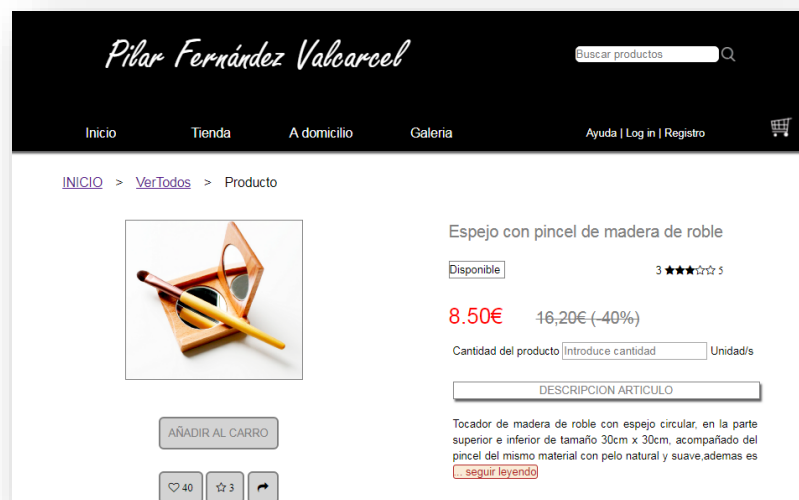 Pilar Fernández Valcarcel
Buscar productos
Inicio Tienda A domicilio Galeria Ayuda | Log in | Registro
INICIO > VerTodos > Producto
Espejo con pincel de madera de roble
Disponible 3 ★★★☆☆ 5
8.50€ 16,20€ (-40%)
Cantidad del producto Introduce cantidad Unidad/s
DESCRIPCION ARTICULO
Tocador de madera de roble con espejo circular, en la parte
superior e inferior de tamaño 30cm x 30cm, acompañado del
pincel del mismo material con pelo natural y suave,ademas es
... seguir leyendo
AÑADIR AL CARRO
40 3